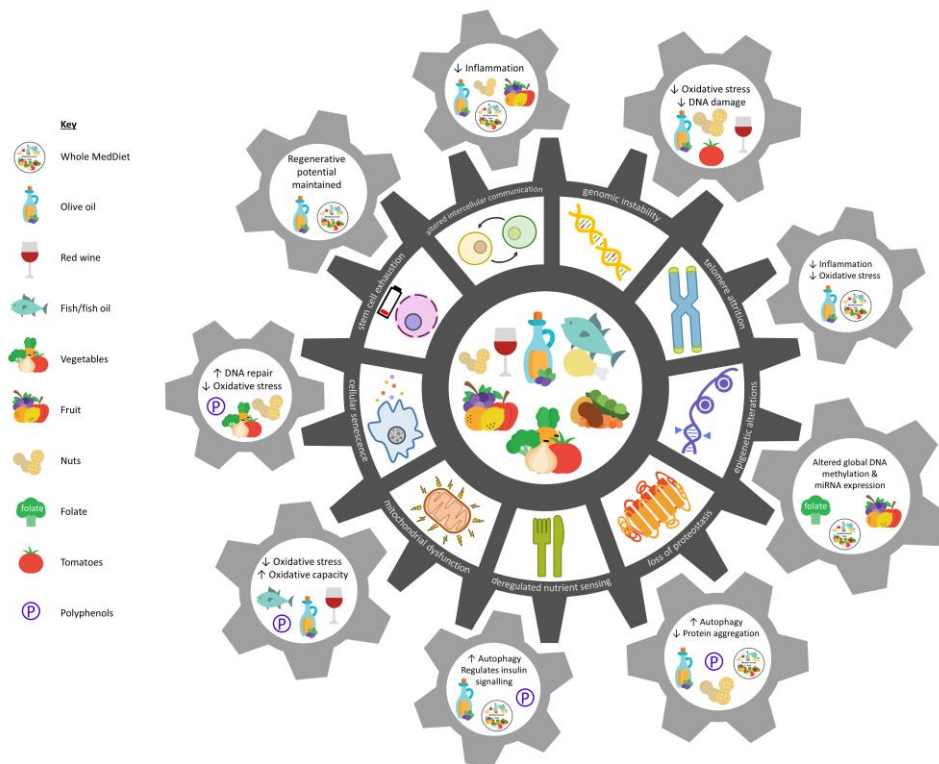 Key
Whole MedDiet
Olive oil
Red wine
Fish/fish oil
Vegetables
Fruit
Nuts
folate
Folate
Tomatoes
P
Polyphenols
↓ Inflammation
↓ Oxidative stress
↓ DNA damage
Regenerative
potential
maintained
↓ Inflammation
↓ Oxidative stress
↑ DNA repair
↓ Oxidative stress
P
Altered global DNA
methylation &
miRNA expression
folate
↓ Oxidative stress
↑ Oxidative capacity
P
↑ Autophagy
Regulates insulin
signalling
P
↑ Autophagy
↓ Protein aggregation
P
altered intercellular communication
genomic instability
telomere attrition
epigenetic alterations
loss of proteostasis
deregulated nutrient sensing
mitochondrial dysfunction
cellular senescence
stem cell exhaustion